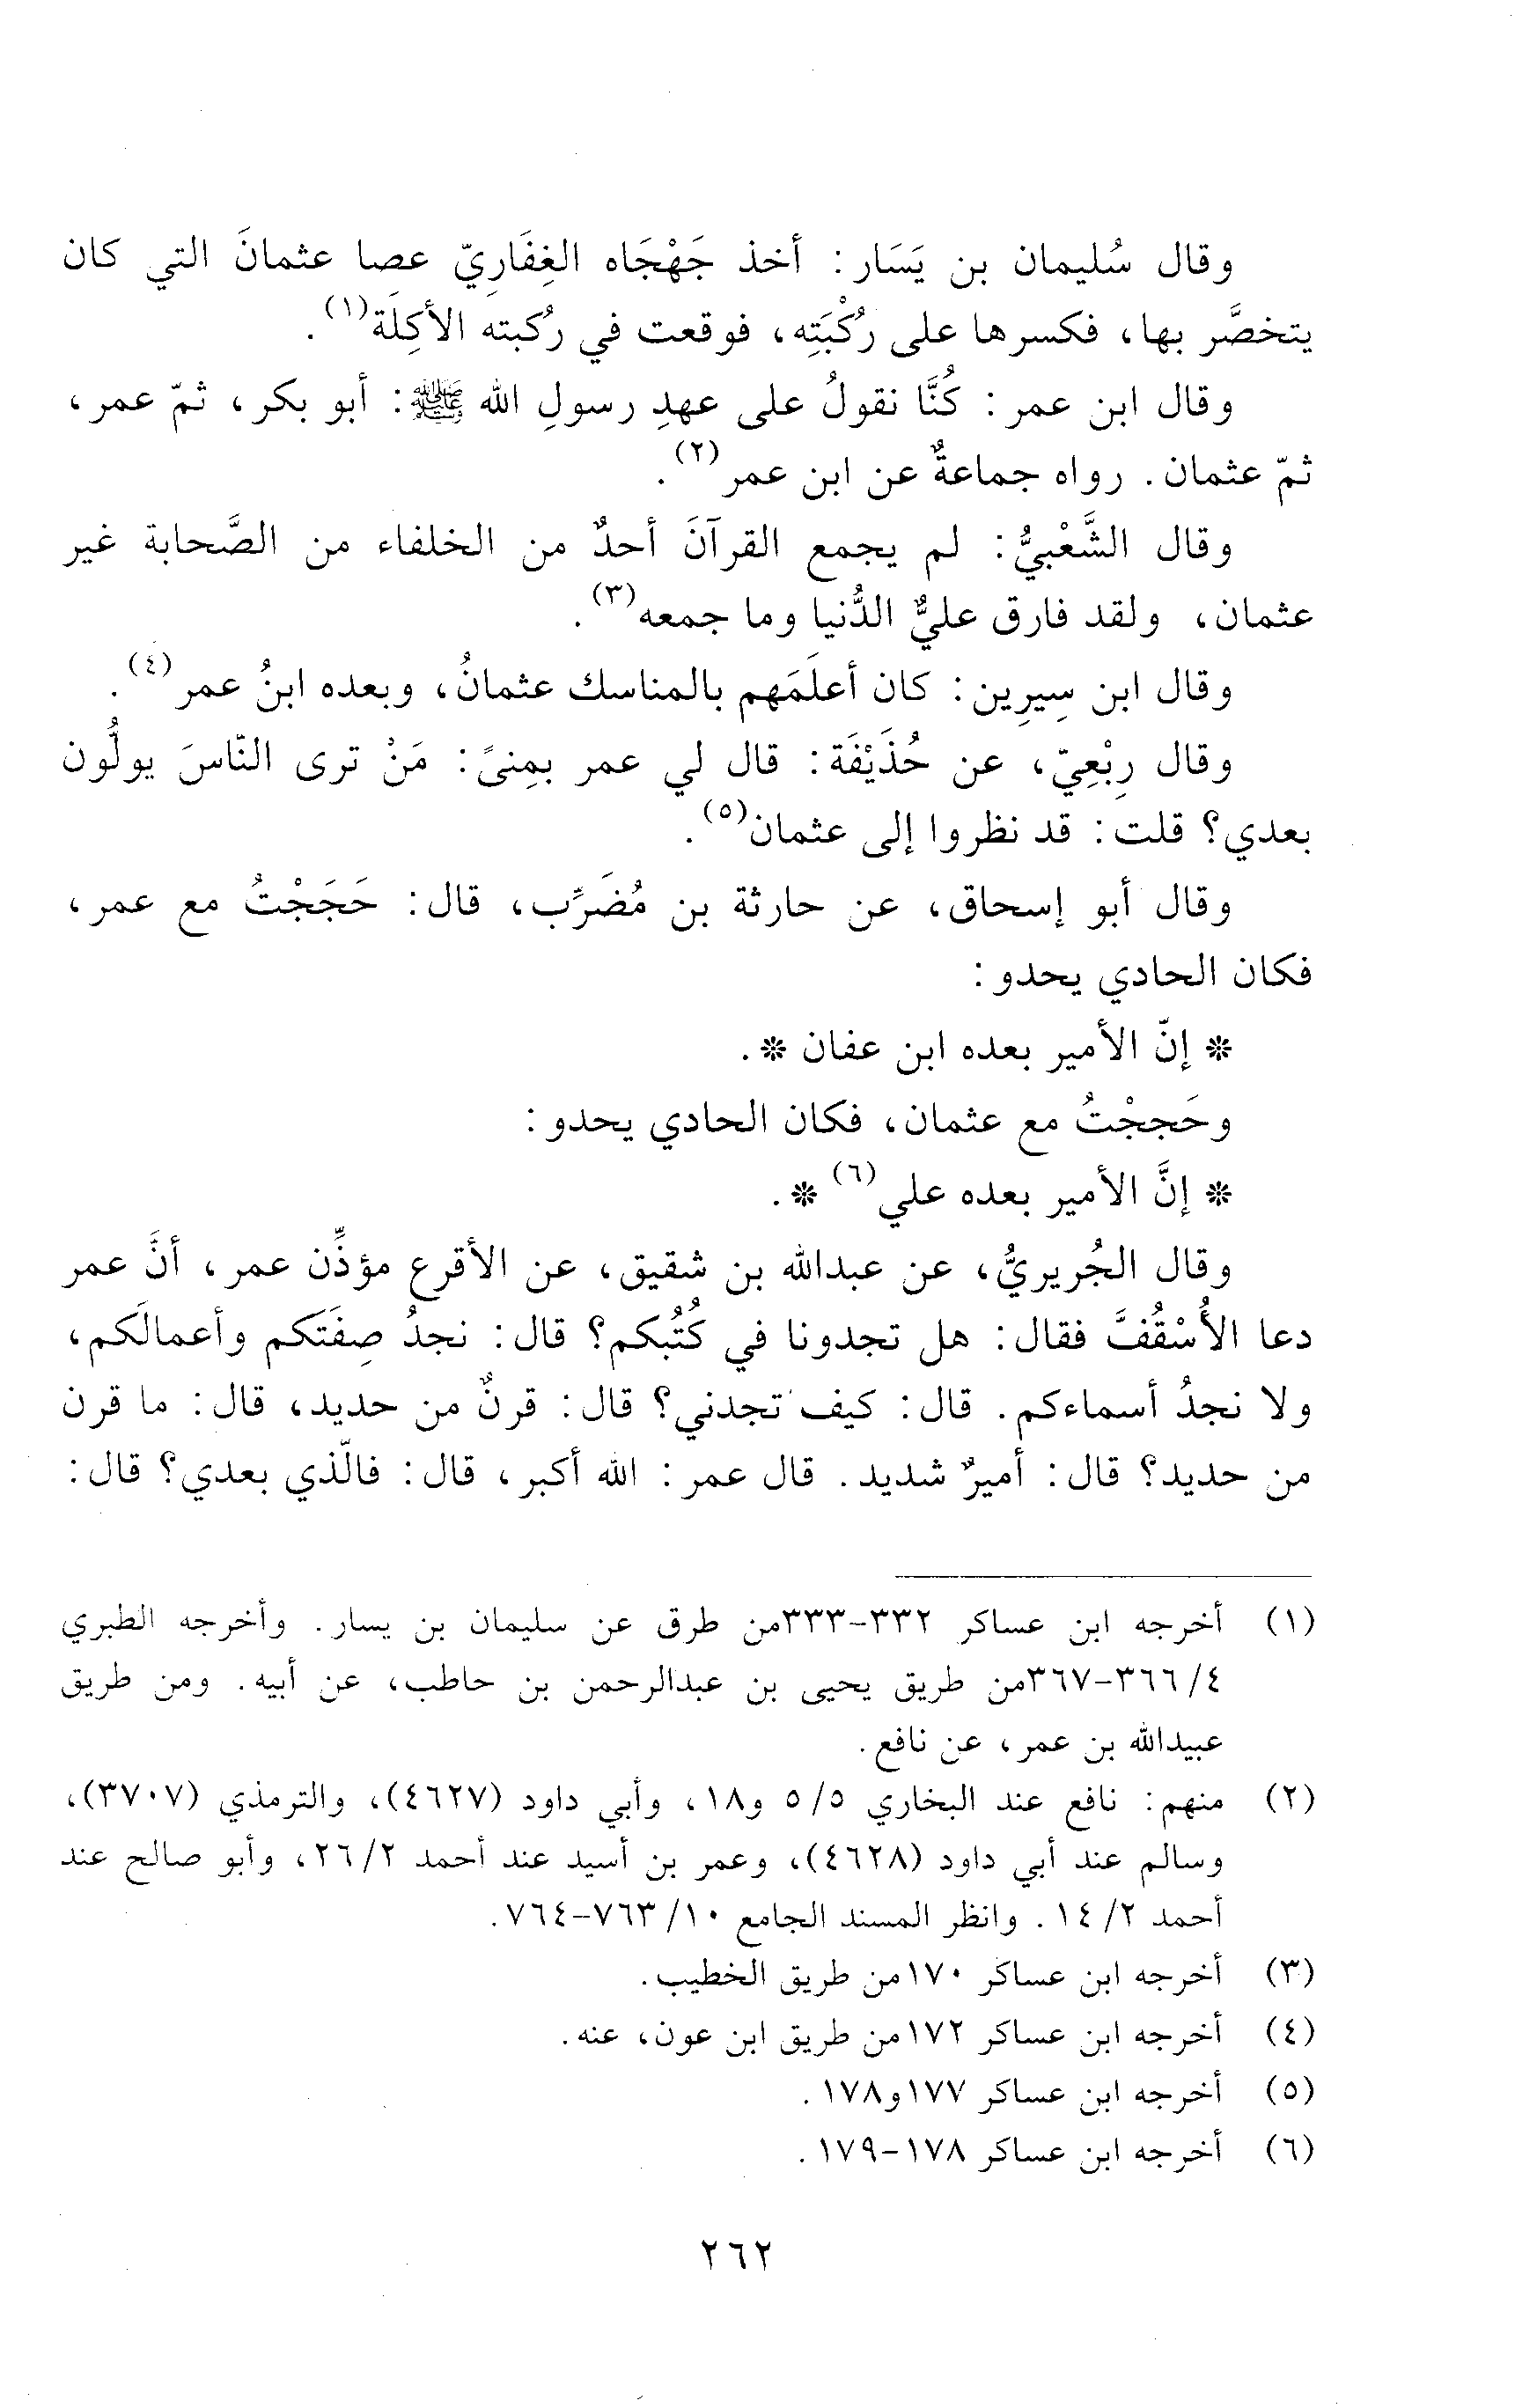 وقال سُليمان بن يَسَار: أخذ جَهْجَاه الغِفَارِيّ عصا عثمانَ التي كان
يتخصَّر بها، فكسرها على رُكْبَتِه، فوقعت في رُكبته الأكِلَة(١).
وقال ابن عمر: كُنَّا نقولُ على عهدِ رسولِ الله ﷺ: أبو بكر، ثمّ عمر،
ثمّ عثمان. رواه جماعةٌ عن ابن عمر(٢).
وقال الشَّعْبيُّ: لم يجمع القرآنَ أحدٌ من الخلفاء من الصَّحابة غير
عثمان، ولقد فارق عليٌّ الدُّنيا وما جمعه(٣).
وقال ابن سِيرِين: كان أعلَمَهم بالمناسك عثمانُ، وبعده ابنُ عمر(٤).
وقال رِبْعِيّ، عن حُذَيْفَة: قال لي عمر بمِنىً: مَنْ ترى النّاسَ يولُّون
بعدي؟ قلت: قد نظروا إلى عثمان(٥).
وقال أبو إسحاق، عن حارثة بن مُضَرِّب، قال: حَجَجْتُ مع عمر،
فكان الحادي يحدو:
* إنّ الأمير بعده ابن عفان *.
وحَججْتُ مع عثمان، فكان الحادي يحدو:
* إنَّ الأمير بعده علي(٦) *.
وقال الجُريريُّ، عن عبدالله بن شقيق، عن الأقرع مؤذِّن عمر، أنَّ عمر
دعا الأُسْقُفَّ فقال: هل تجدونا في كُتُبكم؟ قال: نجدُ صِفَتَكم وأعمالَكم،
ولا نجدُ أسماءكم. قال: كيف تجدني؟ قال: قرنٌ من حديد، قال: ما قرن
من حديد؟ قال: أميرٌ شديد. قال عمر: الله أكبر، قال: فالّذي بعدي؟ قال:
(١) أخرجه ابن عساكر ٣٣٢-٣٣٣من طرق عن سليمان بن يسار. وأخرجه الطبري
٤/ ٣٦٦-٣٦٧من طريق يحيى بن عبدالرحمن بن حاطب، عن أبيه. ومن طريق
عبيدالله بن عمر، عن نافع.
(٢) منهم: نافع عند البخاري ٥/٥ و١٨، وأبي داود (٤٦٢٧)، والترمذي (٣٧٠٧)،
وسالم عند أبي داود (٤٦٢٨)، وعمر بن أسيد عند أحمد ٢٦/٢، وأبو صالح عند
أحمد ٢/ ١٤. وانظر المسند الجامع ١٠/ ٧٦٣-٧٦٤.
(٣) أخرجه ابن عساكر ١٧٠من طريق الخطيب.
(٤) أخرجه ابن عساكر ١٧٢من طريق ابن عون، عنه.
(٥) أخرجه ابن عساكر ١٧٧و١٧٨.
(٦) أخرجه ابن عساكر ١٧٨-١٧٩.
٢٦٢